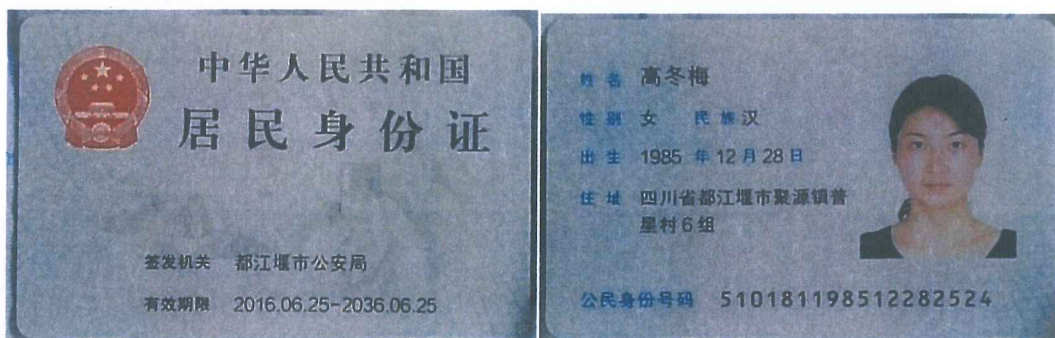 中华人民共和国
居民身份证
签发机关 都江堰市公安局
有效期限 2016.06.25-2036.06.25
姓名 高冬梅
性别 女 民族 汉
出生 1985 年 12 月 28 日
住址 四川省都江堰市聚源镇普
星村6组
公民身份号码 510181198512282524